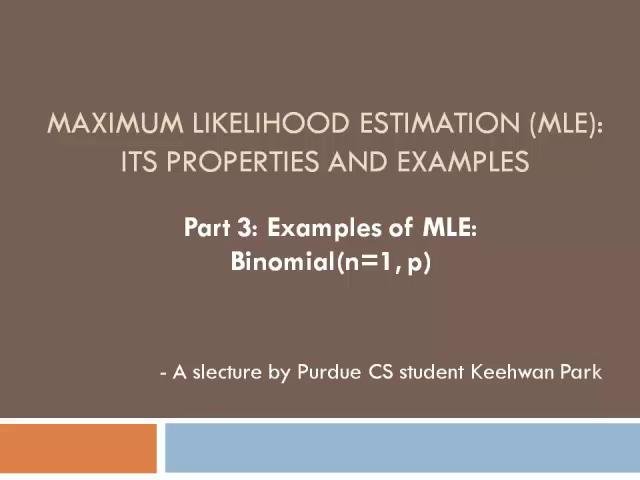 MAXIMUM LIKELIHOOD ESTIMATION (MLE):
ITS PROPERTIES AND EXAMPLES
Part 3: Examples of MLE:
Binomial(n=1, p)
- A slecture by Purdue CS student Keehwan Park